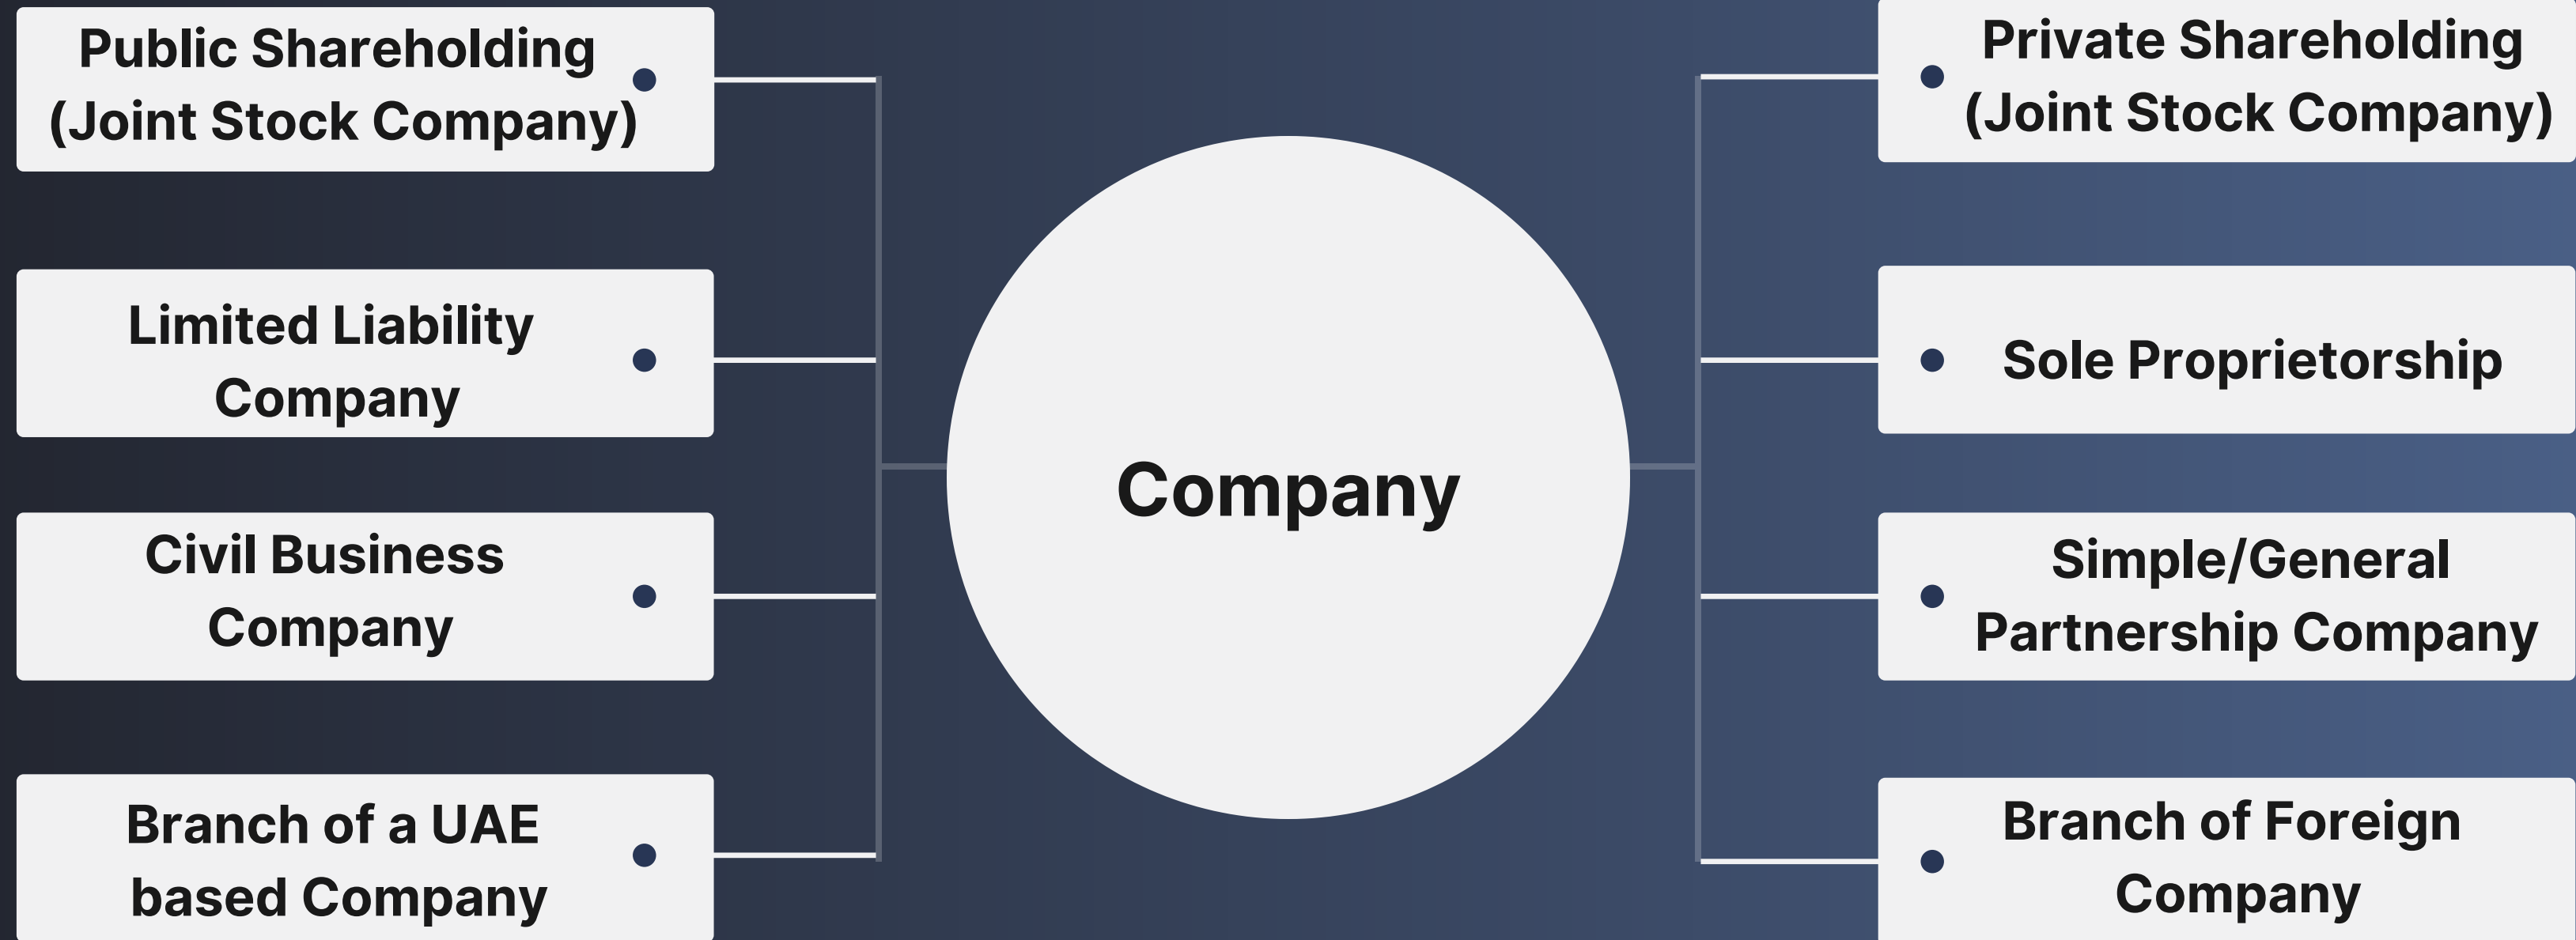 Public Shareholding
(Joint Stock Company)
Limited Liability
Company
Civil Business
Company
Branch of a UAE
based Company
Company
Private Shareholding
(Joint Stock Company)
Sole Proprietorship
Simple/General
Partnership Company
Branch of Foreign
Company